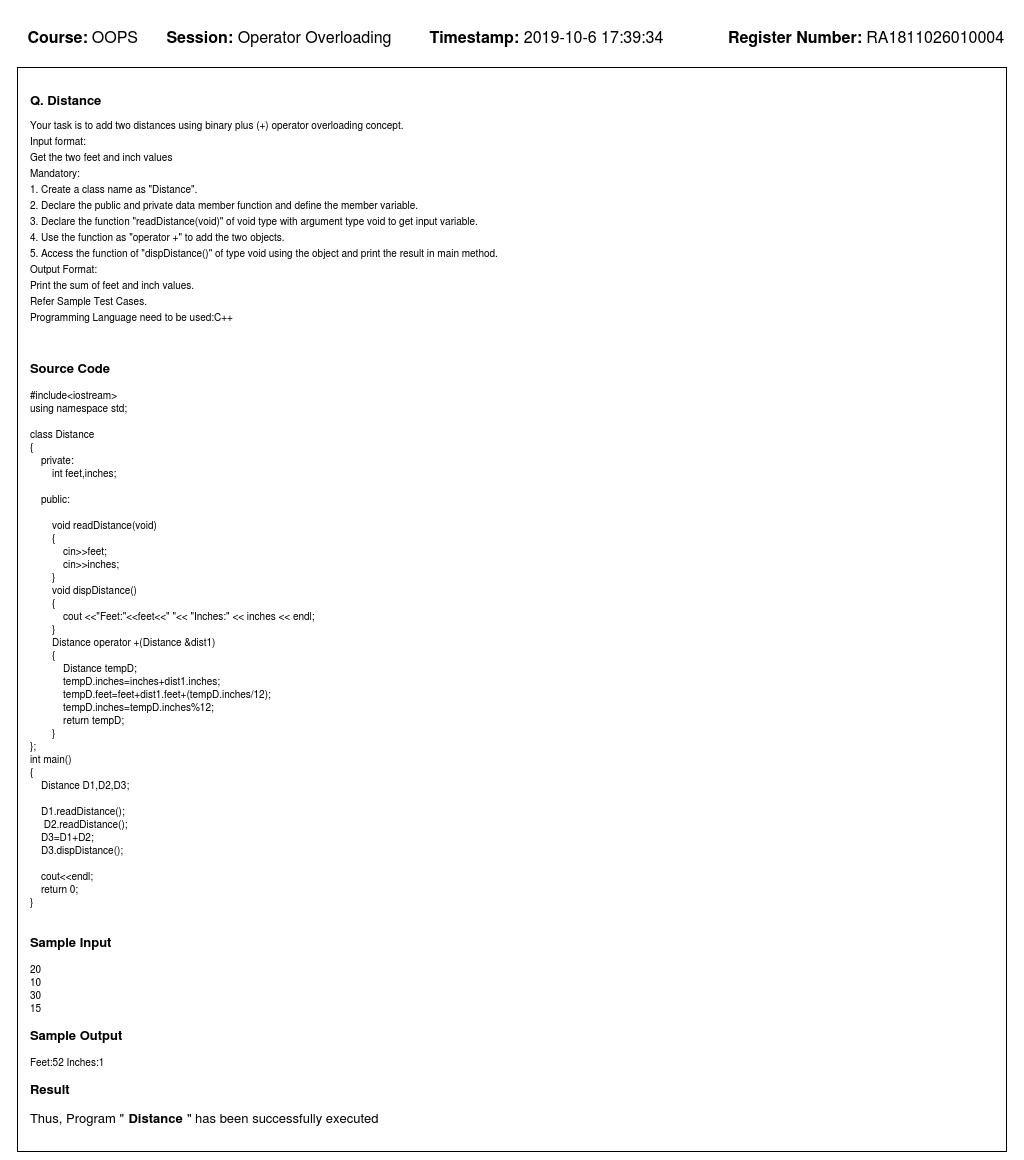 Course: OOPS Session: Operator Overloading Timestamp: 2019-10-6 17:39:34 Register Number: RA1811026010004
Q. Distance
Your task is to add two distances using binary plus (+) operator overloading concept.
Input format:
Get the two feet and inch values
Mandatory:
1. Create a class name as "Distance".
2. Declare the public and private data member function and define the member variable.
3. Declare the function "readDistance(void)" of void type with argument type void to get input variable.
4. Use the function as "operator +" to add the two objects.
5. Access the function of "dispDistance()" of type void using the object and print the result in main method.
Output Format:
Print the sum of feet and inch values.
Refer Sample Test Cases.
Programming Language need to be used:C++
Source Code
#include<iostream>
using namespace std;
class Distance
{
private:
int feet,inches;
public:
void readDistance(void)
{
cin>>feet;
cin>>inches;
}
void dispDistance()
{
cout <<"Feet:"<<feet<<" "<< "Inches:" << inches << endl;
}
Distance operator +(Distance &dist1)
{
Distance tempD;
tempD.inches=inches+dist1.inches;
tempD.feet=feet+dist1.feet+(tempD.inches/12);
tempD.inches=tempD.inches%12;
return tempD;
}
};
int main()
{
Distance D1,D2,D3;
D1.readDistance();
D2.readDistance();
D3=D1+D2;
D3.dispDistance();
cout<<endl;
return 0;
}
Sample Input
20
10
30
15
Sample Output
Feet:52 Inches:1
Result
Thus, Program " Distance " has been successfully executed